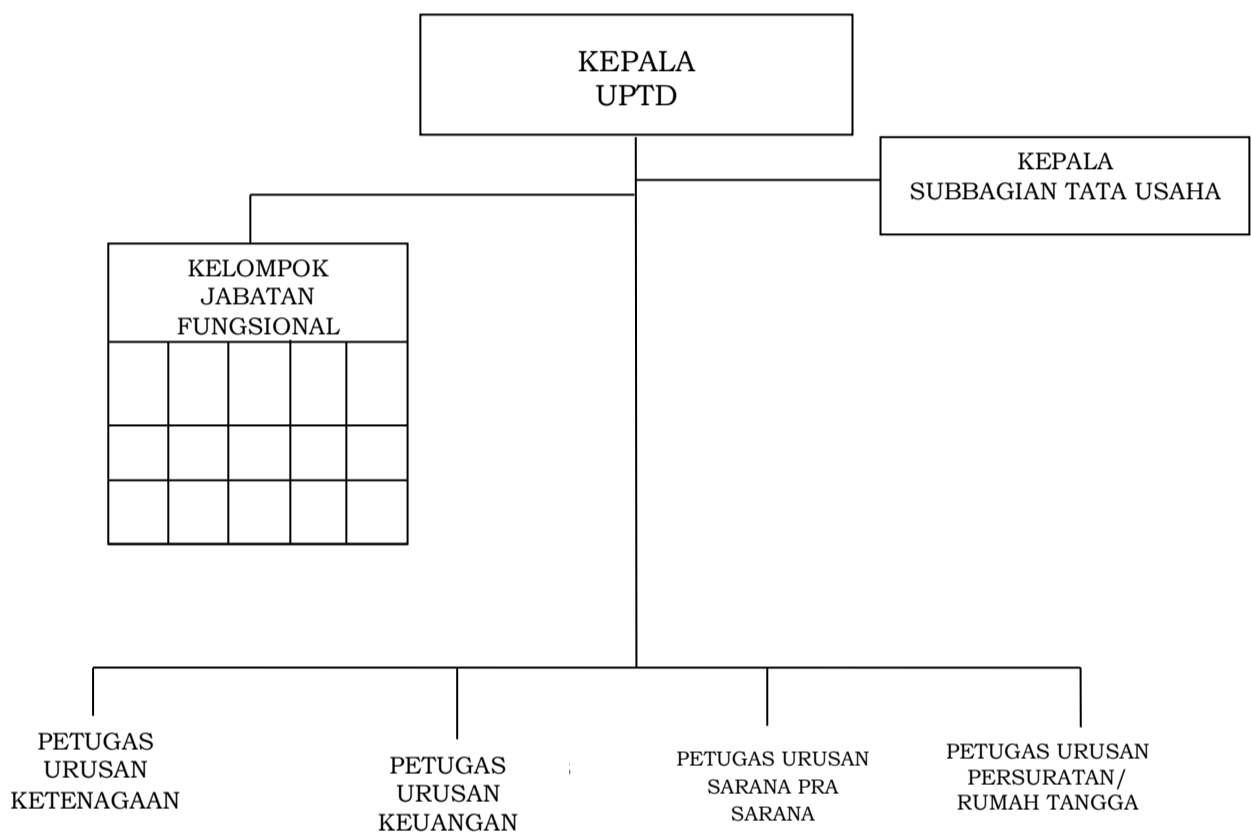 KEPALA
UPTD
KEPALA
SUBBAGIAN TATA USAHA
KELOMPOK
JABATAN
FUNGSIONAL
PETUGAS
URUSAN
KETENAGAAN
PETUGAS
URUSAN
KEUANGAN
PETUGAS URUSAN
SARANA PRA
SARANA
PETUGAS URUSAN
PERSURATAN/
RUMAH TANGGA